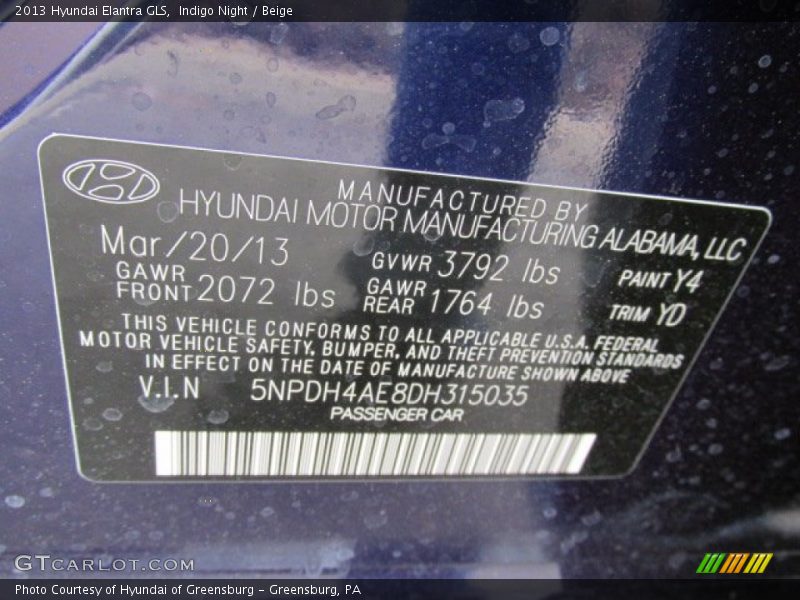 2013 Hyundai Elantra GLS,  Indigo Night / Beige
MANUFACTURED BY
HYUNDAI MOTOR MANUFACTURING ALABAMA, LLC
Mar/20/13
GVWR 3792 lbs
PAINT Y4
GAWR FRONT 2072 lbs
GAWR REAR 1764 lbs
TRIM YD
THIS VEHICLE CONFORMS TO ALL APPLICABLE U.S.A. FEDERAL
MOTOR VEHICLE SAFETY, BUMPER, AND THEFT PREVENTION STANDARDS
IN EFFECT ON THE DATE OF MANUFACTURE SHOWN ABOVE
V.I.N 5NPDH4AE8DH315035
PASSENGER CAR
GTCARLOT.COM
Photo Courtesy of Hyundai of Greensburg - Greensburg, PA